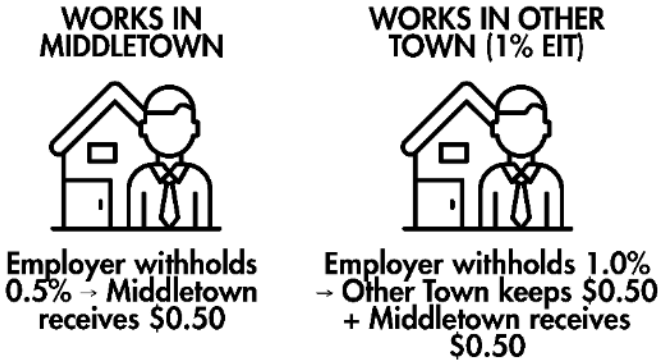 WORKS IN
MIDDLETOWN
Employer withholds
0.5% → Middletown
receives $0.50
WORKS IN OTHER
TOWN (1% EIT)
Employer withholds 1.0%
→ Other Town keeps $0.50
+ Middletown receives
$0.50